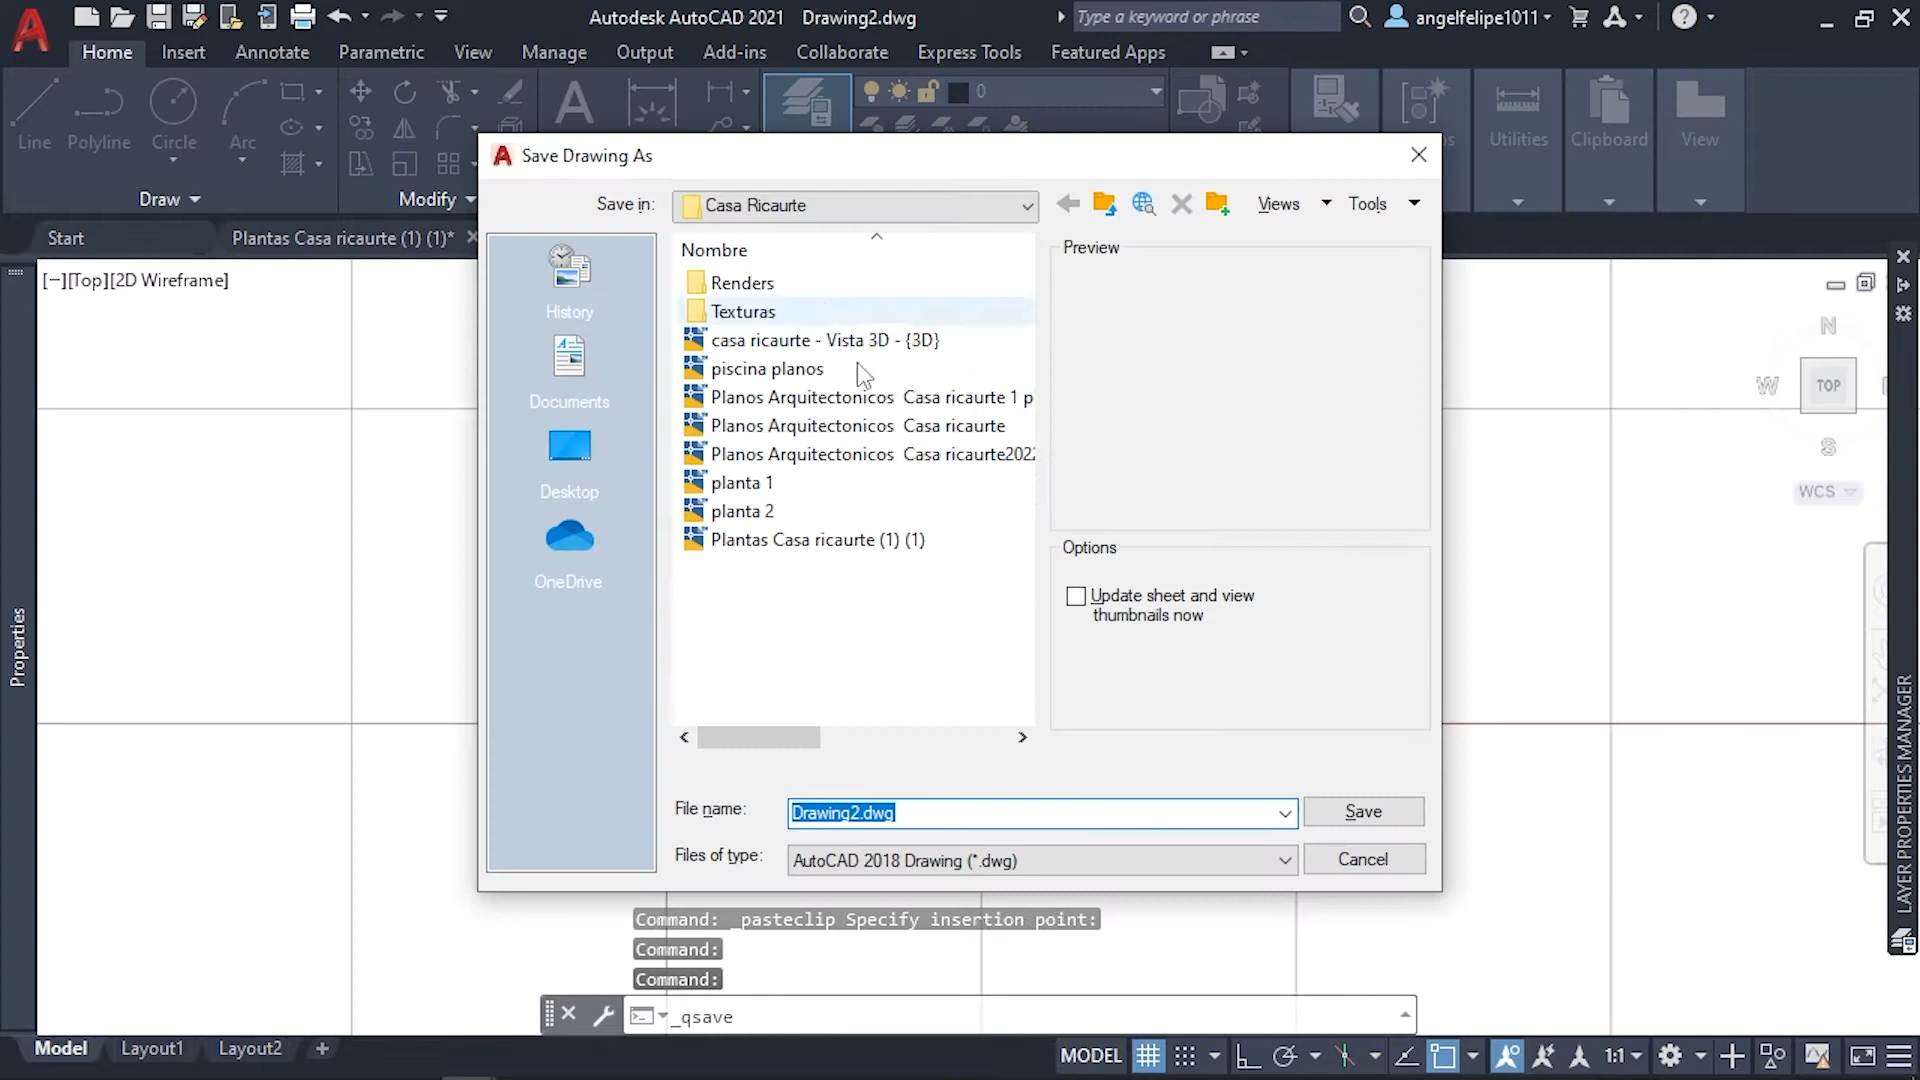 Autodesk AutoCAD 2021 Drawing2.dwg
Type a keyword or phrase
angelfelipe1011
Home Insert Annotate Parametric View Manage Output Add-ins Collaborate Express Tools Featured Apps
0
Line Polyline Circle Arc
Utilities Clipboard View
Draw Modify
Start Plantas Casa ricaurte (1) (1)*
[−][Top][2D Wireframe]
Save Drawing As
Save in: Casa Ricaurte
Views Tools
History
Documents
Desktop
OneDrive
Nombre
Renders
Texturas
casa ricaurte - Vista 3D - {3D}
piscina planos
Planos Arquitectonicos Casa ricaurte 1 p
Planos Arquitectonicos Casa ricaurte
Planos Arquitectonicos Casa ricaurte2022
planta 1
planta 2
Plantas Casa ricaurte (1) (1)
Preview
Options
Update sheet and view
thumbnails now
File name: Drawing2.dwg
Save
Files of type: AutoCAD 2018 Drawing (*.dwg)
Cancel
N
W TOP
S
WCS
Properties
LAYER PROPERTIES MANAGER
Command: _pasteclip Specify insertion point:
Command:
Command:
_qsave
Model Layout1 Layout2 +
MODEL
1:1